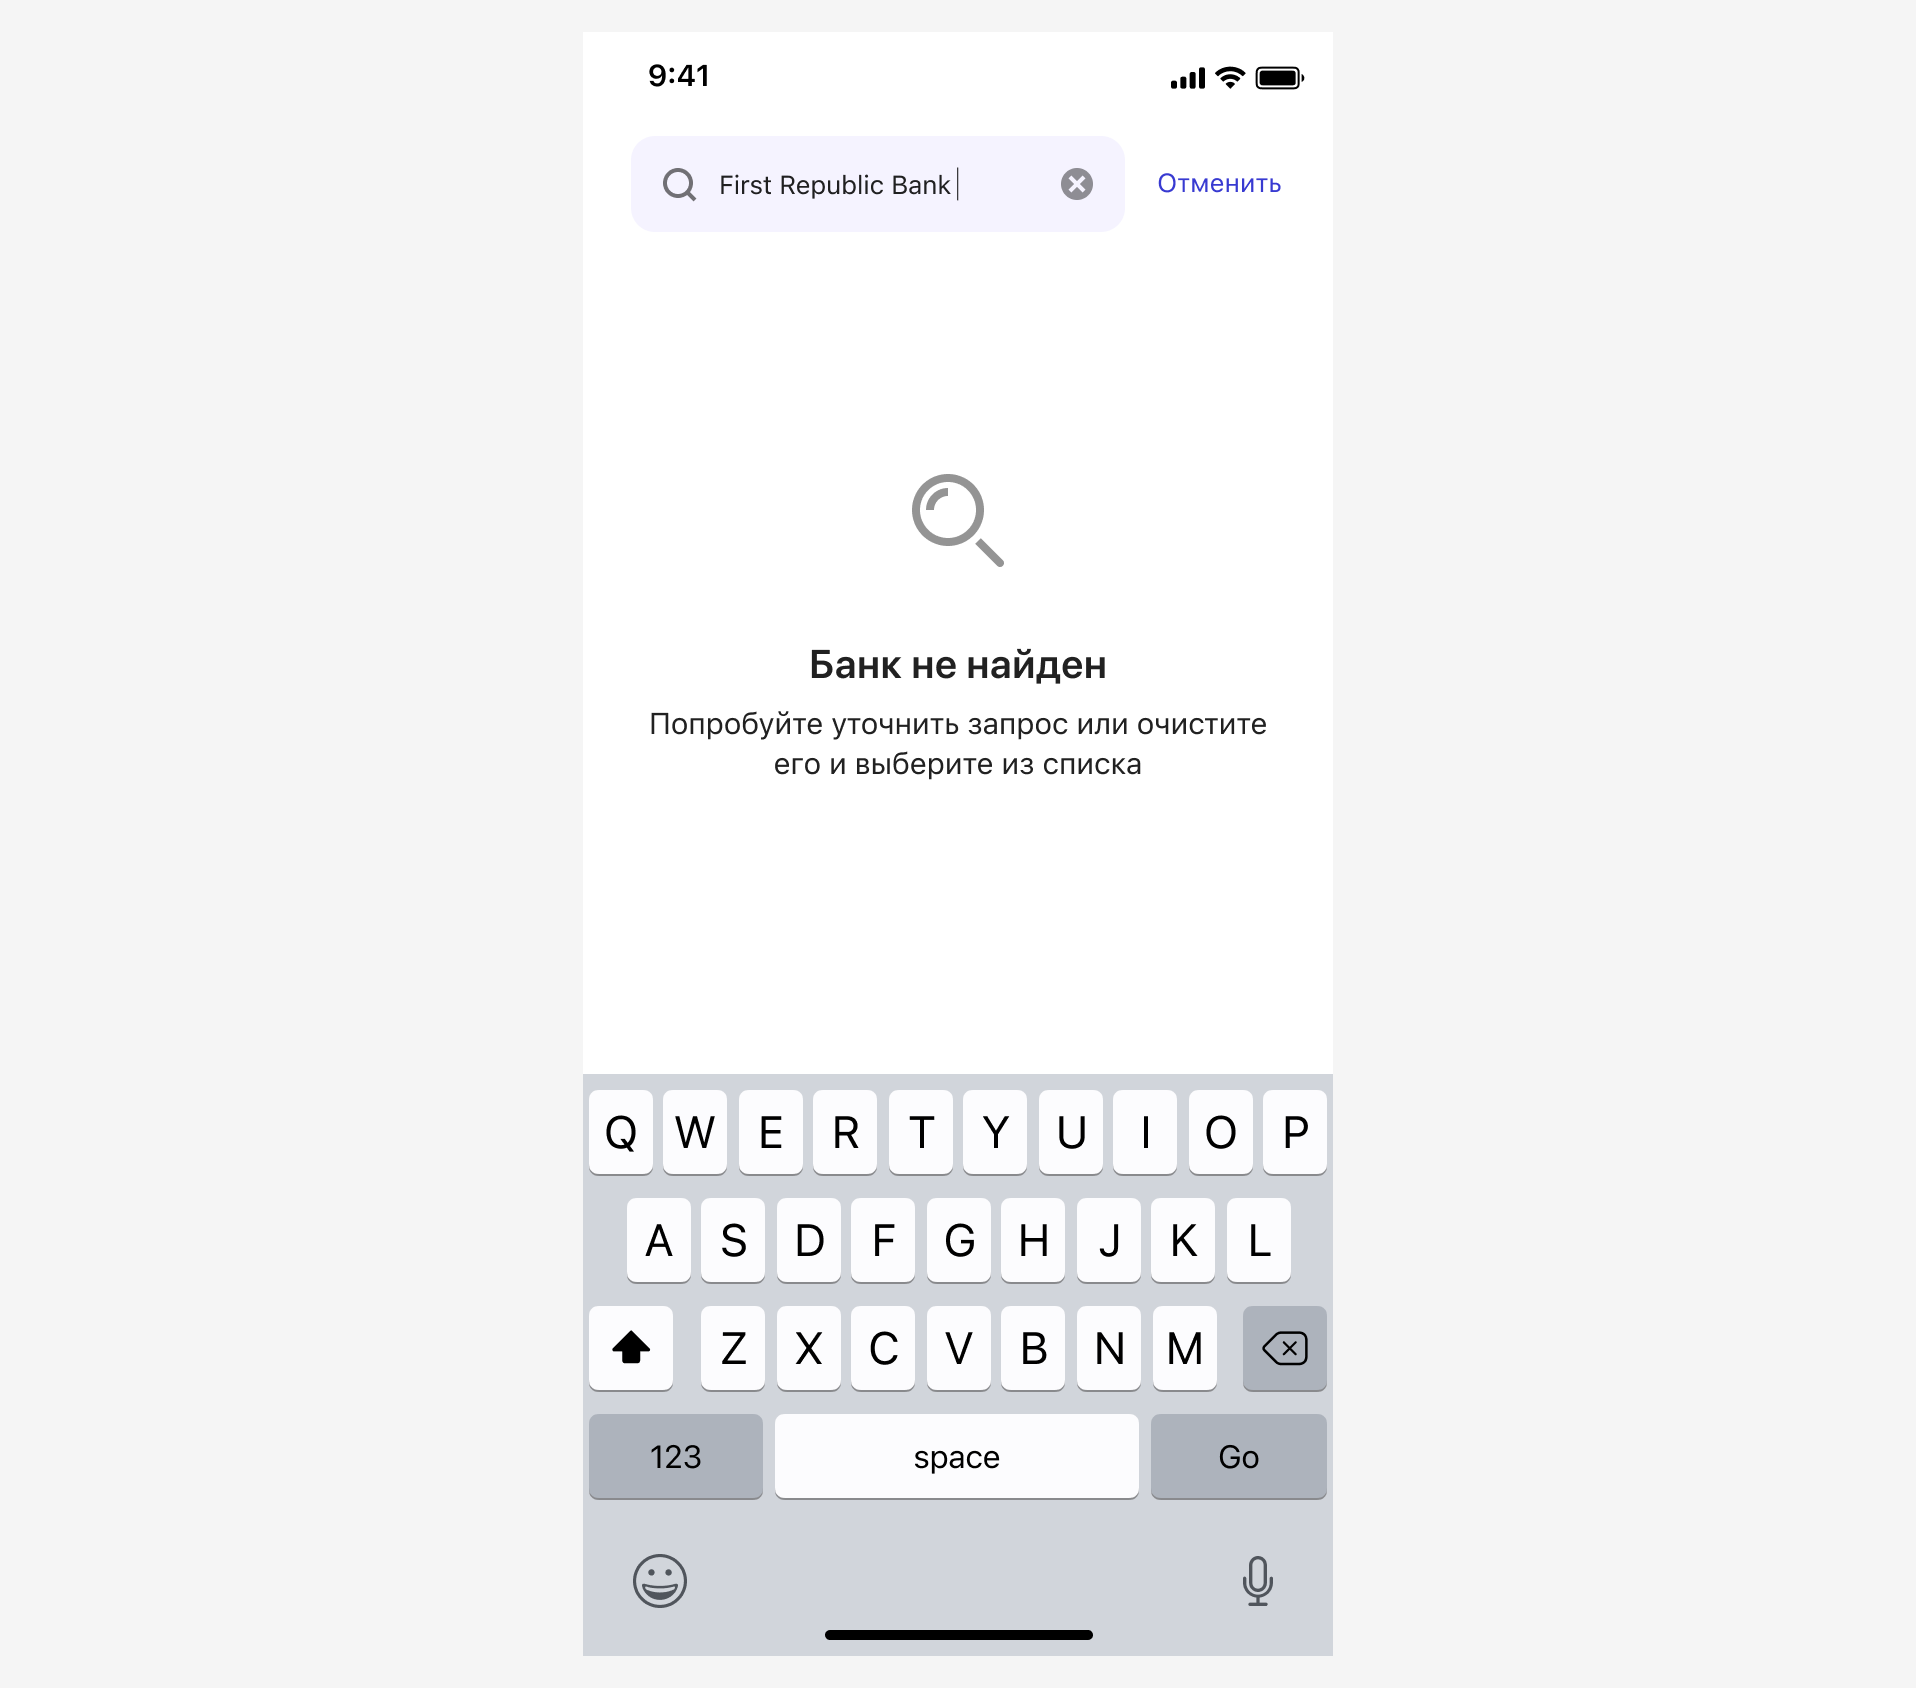 9:41
First Republic Bank
Отменить
Банк не найден
Попробуйте уточнить запрос или очистите
его и выберите из списка
Q W E R T Y U I O P
A S D F G H J K L
Z X C V B N M
123 space Go